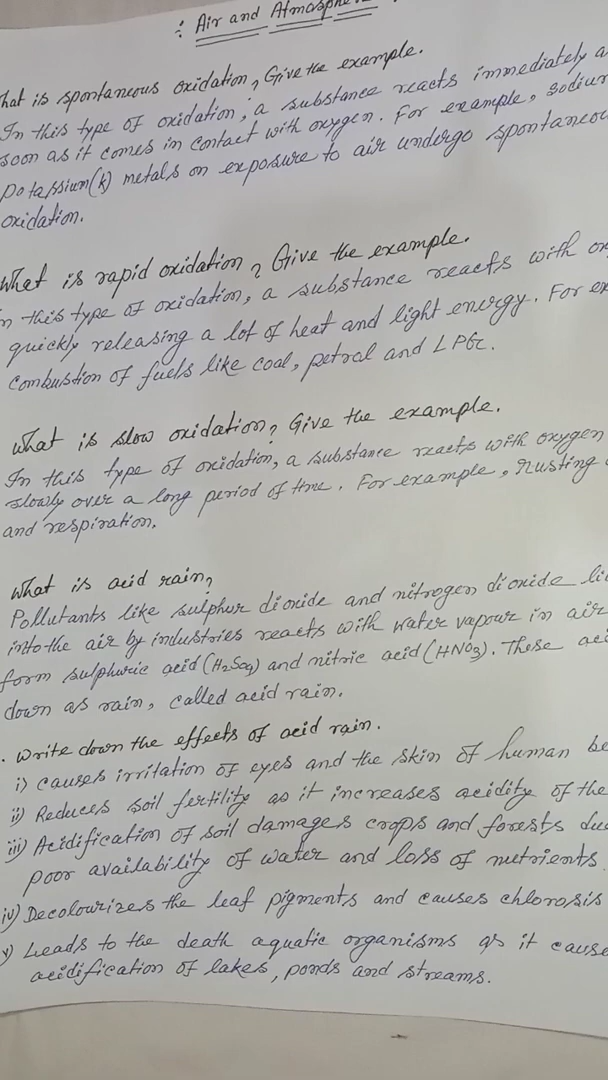 : Air and Atmosphe
hat is spontaneous oxidation, Give the example.
In this type of oxidation, a substance reacts immediately a
soon as it comes in contact with oxygen. For example, sodium
potassium(k) metals on exposure to air undergo spontaneou
oxidation.
What is rapid oxidation? Give the example.
n this type of oxidation, a substance reacts with ox
quickly releasing a lot of heat and light energy. For ex
Combustion of fuels like coal, petrol and LPG.
What is slow oxidation? Give the example.
In this type of oxidation, a substance reacts with oxygen
slowly over a long period of time. For example, rusting
and respiration.
What is acid rain?
Pollutants like sulphur dioxide and nitrogen dioxide
into the air by industries reacts with water vapour in air
form sulphuric acid (H2SO4) and nitric acid (HNO3). These aci
down as rain, called acid rain.
. Write down the effects of acid rain.
i) Causes irritation of eyes and the skin of human be
ii) Reduces soil fertility as it increases acidity of the
iii) Acidification of soil damages crops and forests du
poor availability of water and loss of nutrients
iv) Decolourizes the leaf pigments and causes chlorosis
v) Leads to the death aquatic organisms as it cause
acidification of lakes, ponds and streams.